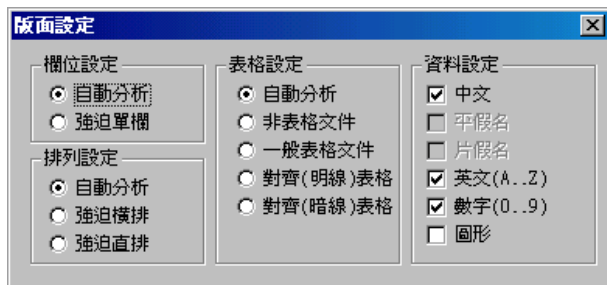 版面設定
欄位設定
自動分析
強迫單欄
排列設定
自動分析
強迫橫排
強迫直排
表格設定
自動分析
非表格文件
一般表格文件
對齊(明線)表格
對齊(暗線)表格
資料設定
中文
平假名
片假名
英文(A..Z)
數字(0..9)
圖形